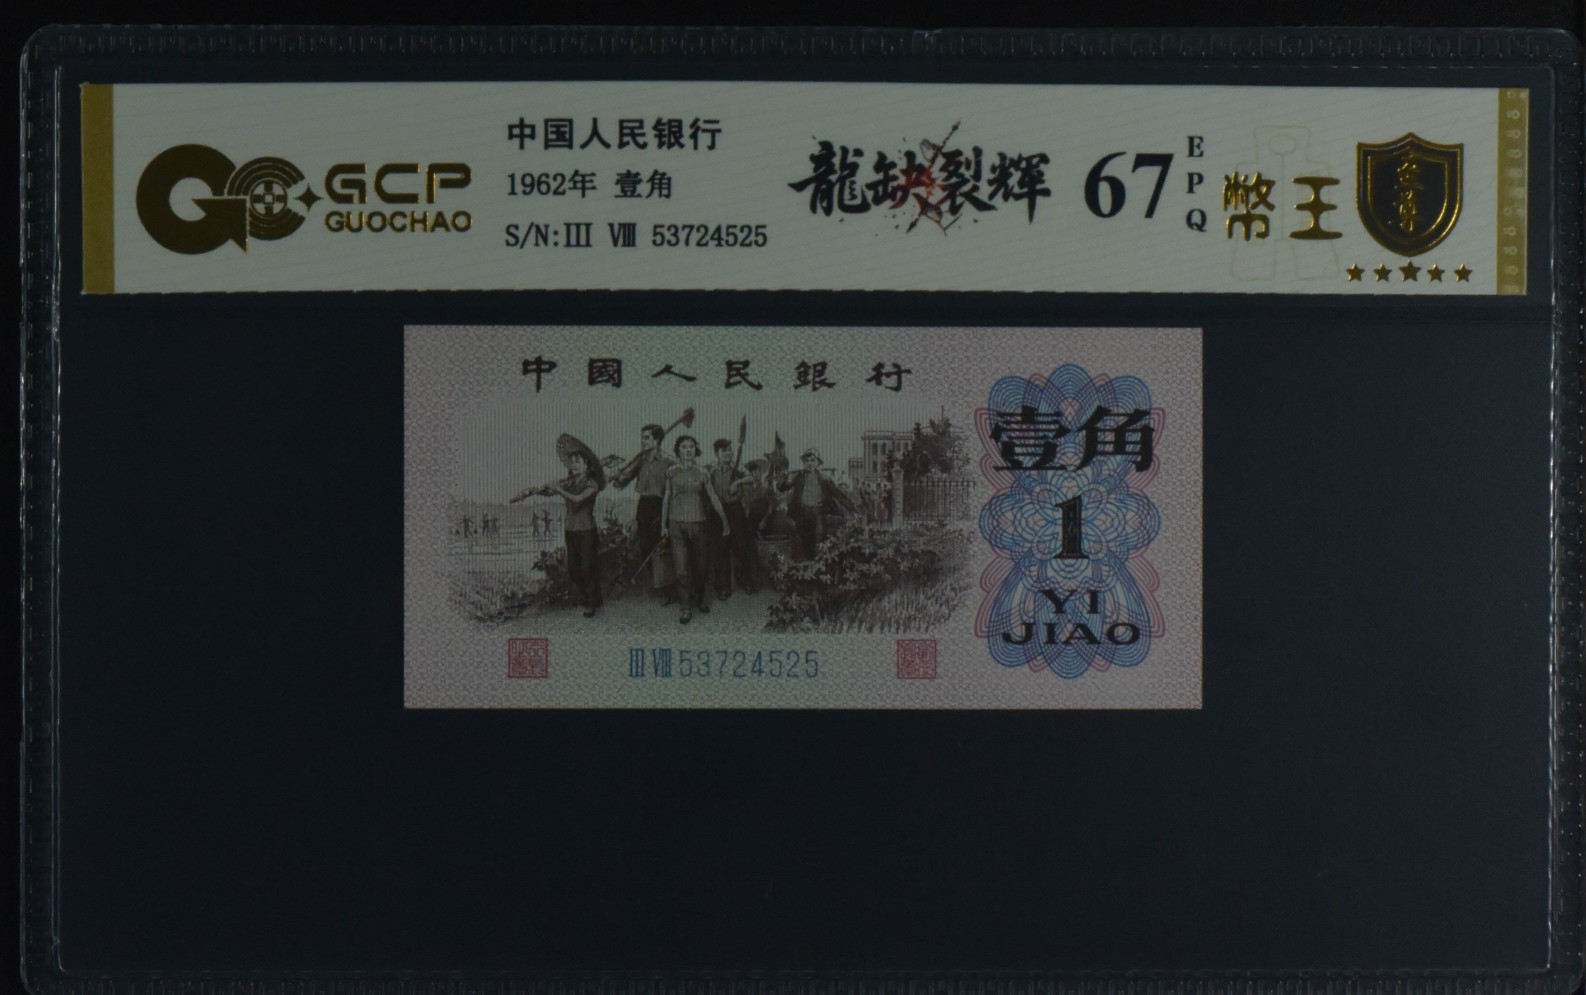 GCP
GUOCHAO
中国人民银行
1962年 壹角
S/N:III VIII 53724525
龍缺裂辉
67
EPQ
幣王
中國人民銀行
壹角
1
YI
JIAO
III VIII 53724525